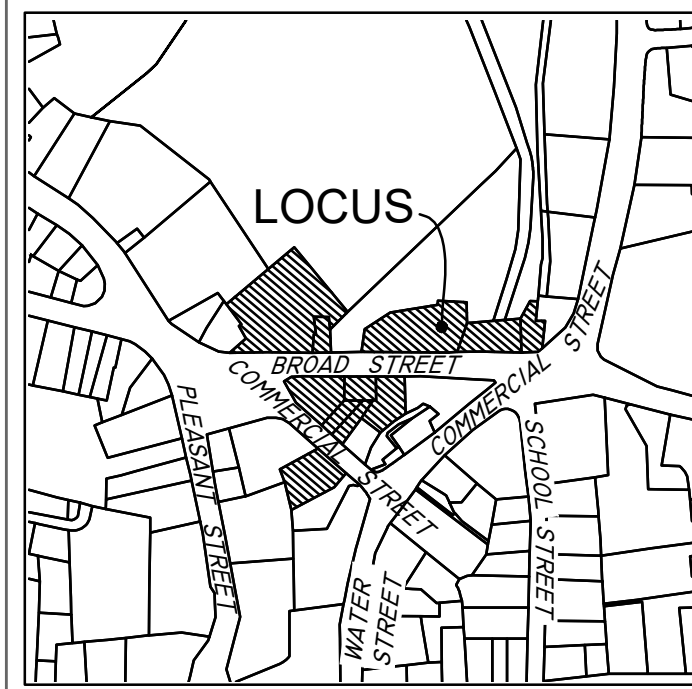 LOCUS
BROAD STREET
COMMERCIAL STREET
COMMERCIAL STREET
PLEASANT STREET
SCHOOL STREET
WATER
STREET